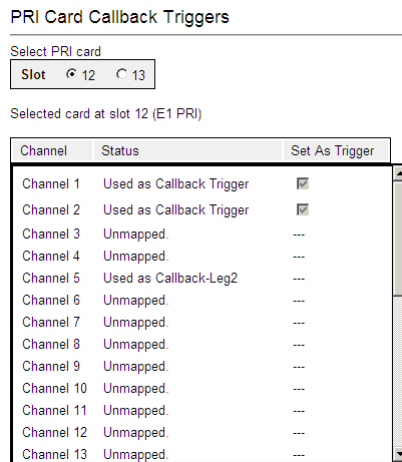 PRI Card Callback Triggers
Select PRI card
Slot 12 13
Selected card at slot 12 (E1 PRI)
Channel Status Set As Trigger
Channel 1 Used as Callback Trigger
Channel 2 Used as Callback Trigger
Channel 3 Unmapped. ---
Channel 4 Unmapped. ---
Channel 5 Used as Callback-Leg2 ---
Channel 6 Unmapped. ---
Channel 7 Unmapped. ---
Channel 8 Unmapped. ---
Channel 9 Unmapped. ---
Channel 10 Unmapped. ---
Channel 11 Unmapped. ---
Channel 12 Unmapped. ---
Channel 13 Unmapped. ---